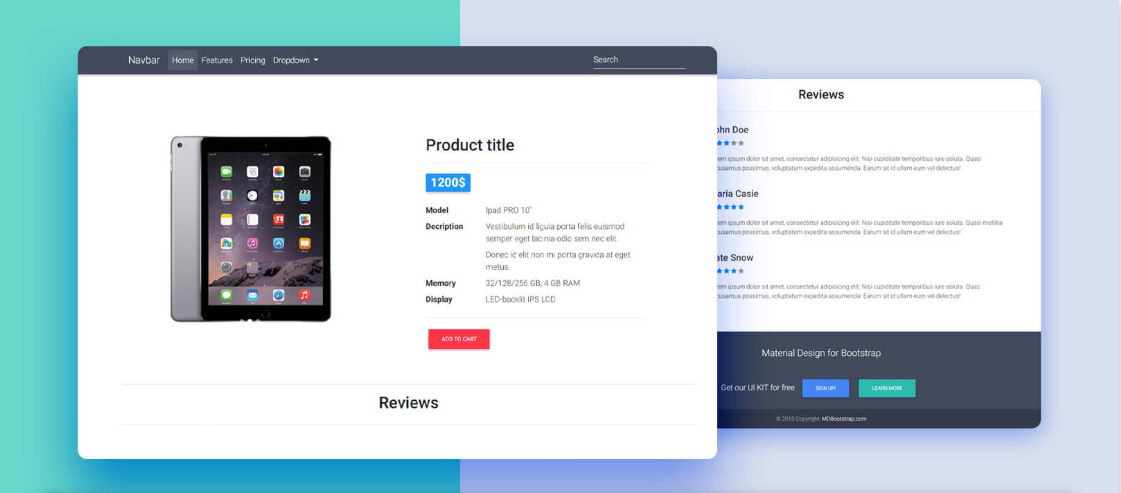 Navbar Home Features Pricing Dropdown Search
Product title
1200$
Model Ipad PRO 10"
Decription Vestibulum id ligula porta felis euismod
semper eget lacinia odio sem nec elit.
Donec id elit non mi porta gravida at eget
metus.
Memory 32/128/256 GB, 4 GB RAM
Display LED-backlit IPS LCD
ADD TO CART
Reviews
Reviews
ohn Doe
em ipsum dolor sit amet, consectetur adipisicing elit. Nisi cupiditate temporibus iure soluta. Quasi
cusamus possimus, voluptatum expedita assumenda. Earum sit id ullam eum vel delectus!
aria Casie
em ipsum dolor sit amet, consectetur adipisicing elit. Nisi cupiditate temporibus iure soluta. Quasi mollitia
cusamus possimus, voluptatum expedita assumenda. Earum sit id ullam eum vel delectus!
ate Snow
em ipsum dolor sit amet, consectetur adipisicing elit. Nisi cupiditate temporibus iure soluta. Quasi
cusamus possimus, voluptatum expedita assumenda. Earum sit id ullam eum vel delectus!
Material Design for Bootstrap
Get our UI KIT for free SIGN UP! LEARN MORE
© 2015 Copyright: MDBootstrap.com